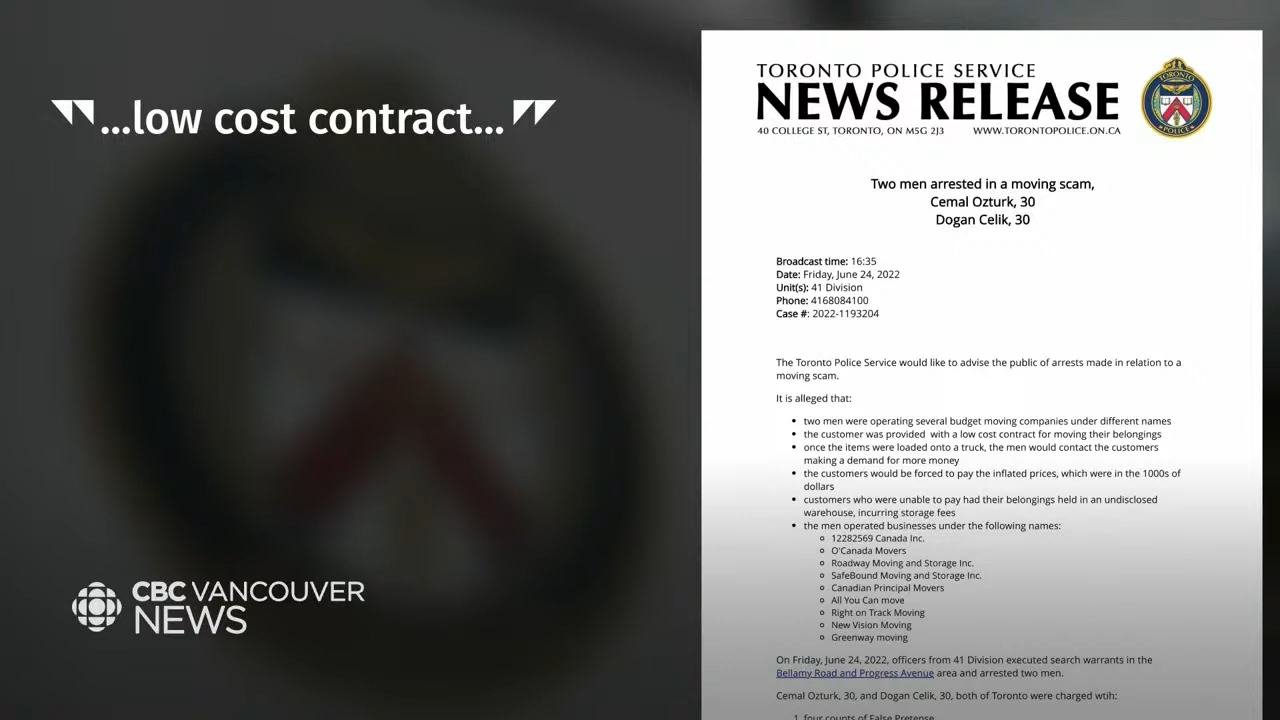 "...low cost contract..."
CBC VANCOUVER
NEWS
TORONTO POLICE SERVICE
NEWS RELEASE
40 COLLEGE ST, TORONTO, ON M5G 2J3 WWW.TORONTOPOLICE.ON.CA
TORONTO
POLICE
Two men arrested in a moving scam,
Cemal Ozturk, 30
Dogan Celik, 30
Broadcast time: 16:35
Date: Friday, June 24, 2022
Unit(s): 41 Division
Phone: 4168084100
Case #: 2022-1193204
The Toronto Police Service would like to advise the public of arrests made in relation to a
moving scam.
It is alleged that:
• two men were operating several budget moving companies under different names
• the customer was provided with a low cost contract for moving their belongings
• once the items were loaded onto a truck, the men would contact the customers
making a demand for more money
• the customers would be forced to pay the inflated prices, which were in the 1000s of
dollars
• customers who were unable to pay had their belongings held in an undisclosed
warehouse, incurring storage fees
• the men operated businesses under the following names:
○ 12282569 Canada Inc.
○ O'Canada Movers
○ Roadway Moving and Storage Inc.
○ SafeBound Moving and Storage Inc.
○ Canadian Principal Movers
○ All You Can move
○ Right on Track Moving
○ New Vision Moving
○ Greenway moving
On Friday, June 24, 2022, officers from 41 Division executed search warrants in the
Bellamy Road and Progress Avenue area and arrested two men.
Cemal Ozturk, 30, and Dogan Celik, 30, both of Toronto were charged wtih:
1. four counts of False Pretense